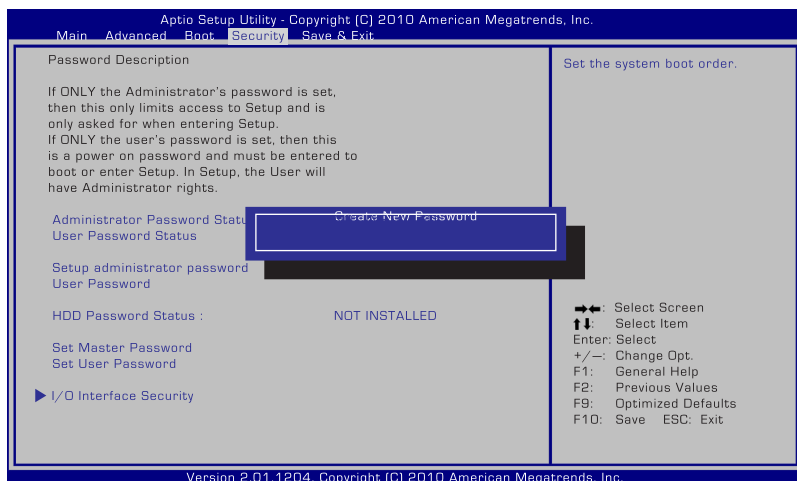 Aptio Setup Utility - Copyright (C) 2010 American Megatrends, Inc.
Main Advanced Boot Security Save & Exit
Password Description
If ONLY the Administrator's password is set,
then this only limits access to Setup and is
only asked for when entering Setup.
If ONLY the user's password is set, then this
is a power on password and must be entered to
boot or enter Setup. In Setup, the User will
have Administrator rights.
Administrator Password Statu
User Password Status
Create New Password
Setup administrator password
User Password
HDD Password Status : NOT INSTALLED
Set Master Password
Set User Password
I/O Interface Security
Set the system boot order.
→←: Select Screen
↑↓: Select Item
Enter: Select
+/—: Change Opt.
F1: General Help
F2: Previous Values
F9: Optimized Defaults
F10: Save ESC: Exit
Version 2.01.1204. Copyright (C) 2010 American Megatrends, Inc.